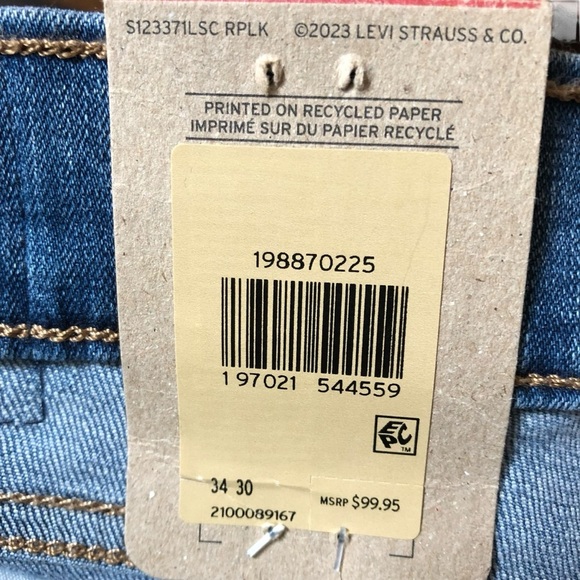 S123371LSC RPLK ©2023 LEVI STRAUSS & CO.
PRINTED ON RECYCLED PAPER
IMPRIMÉ SUR DU PAPIER RECYCLÉ
198870225
1 97021 544559
EPC™
34 30
MSRP $99.95
2100089167